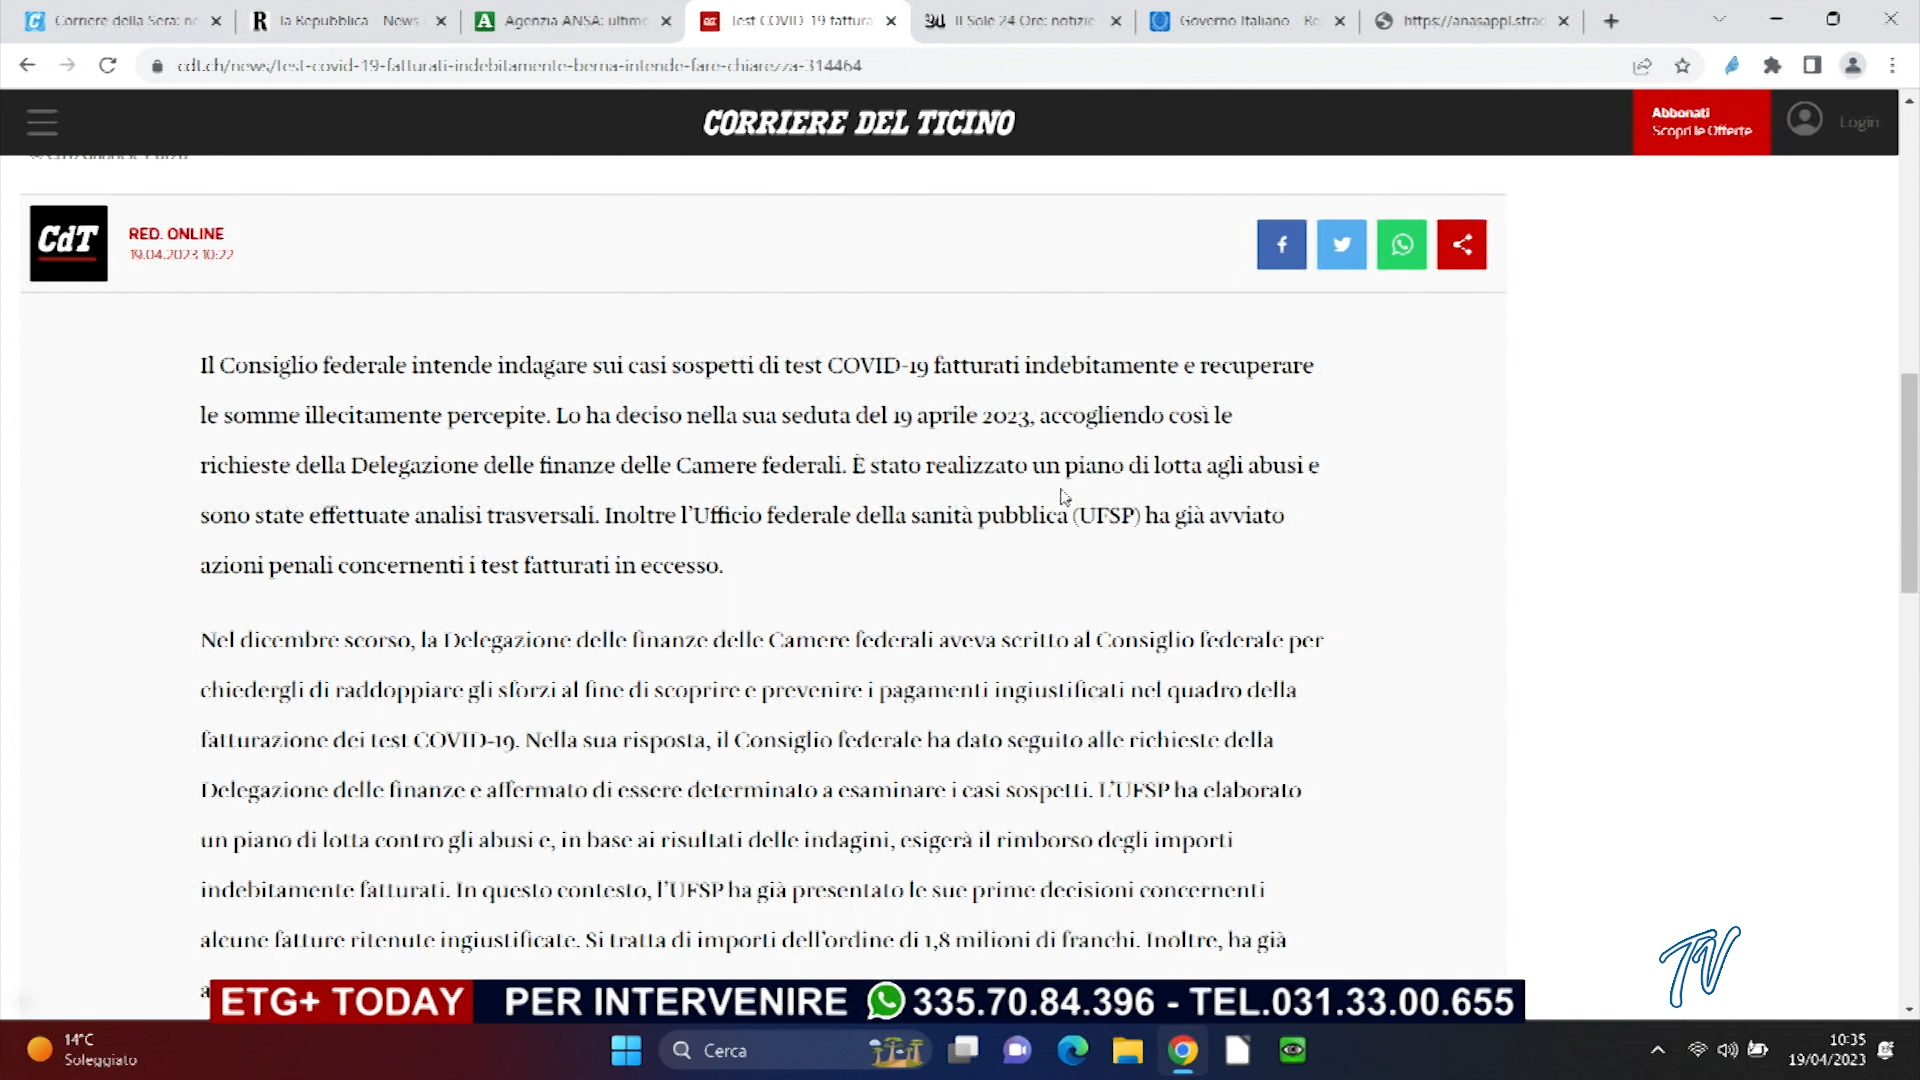 Corriere della Sera: no
la Repubblica - News
Agenzia ANSA: ultime
Test COVID-19 fattura
Il Sole 24 Ore: notizie
Governo Italiano - Re
https://anasappl.strad
cdt.ch/news/test-covid-19-fatturati-indebitamente-berna-intende-fare-chiarezza-314464
CORRIERE DEL TICINO
Abbonati
Scopri le Offerte
Login
CdT
RED. ONLINE
19.04.2023 10:22
Il Consiglio federale intende indagare sui casi sospetti di test COVID-19 fatturati indebitamente e recuperare
le somme illecitamente percepite. Lo ha deciso nella sua seduta del 19 aprile 2023, accogliendo così le
richieste della Delegazione delle finanze delle Camere federali. È stato realizzato un piano di lotta agli abusi e
sono state effettuate analisi trasversali. Inoltre l'Ufficio federale della sanità pubblica (UFSP) ha già avviato
azioni penali concernenti i test fatturati in eccesso.
Nel dicembre scorso, la Delegazione delle finanze delle Camere federali aveva scritto al Consiglio federale per
chiedergli di raddoppiare gli sforzi al fine di scoprire e prevenire i pagamenti ingiustificati nel quadro della
fatturazione dei test COVID-19. Nella sua risposta, il Consiglio federale ha dato seguito alle richieste della
Delegazione delle finanze e affermato di essere determinato a esaminare i casi sospetti. L'UFSP ha elaborato
un piano di lotta contro gli abusi e, in base ai risultati delle indagini, esigerà il rimborso degli importi
indebitamente fatturati. In questo contesto, l'UFSP ha già presentato le sue prime decisioni concernenti
alcune fatture ritenute ingiustificate. Si tratta di importi dell'ordine di 1,8 milioni di franchi. Inoltre, ha già
ETG+ TODAY PER INTERVENIRE 335.70.84.396 - TEL.031.33.00.655
TN
14°C
Soleggiato
Cerca
10:35
19/04/2023